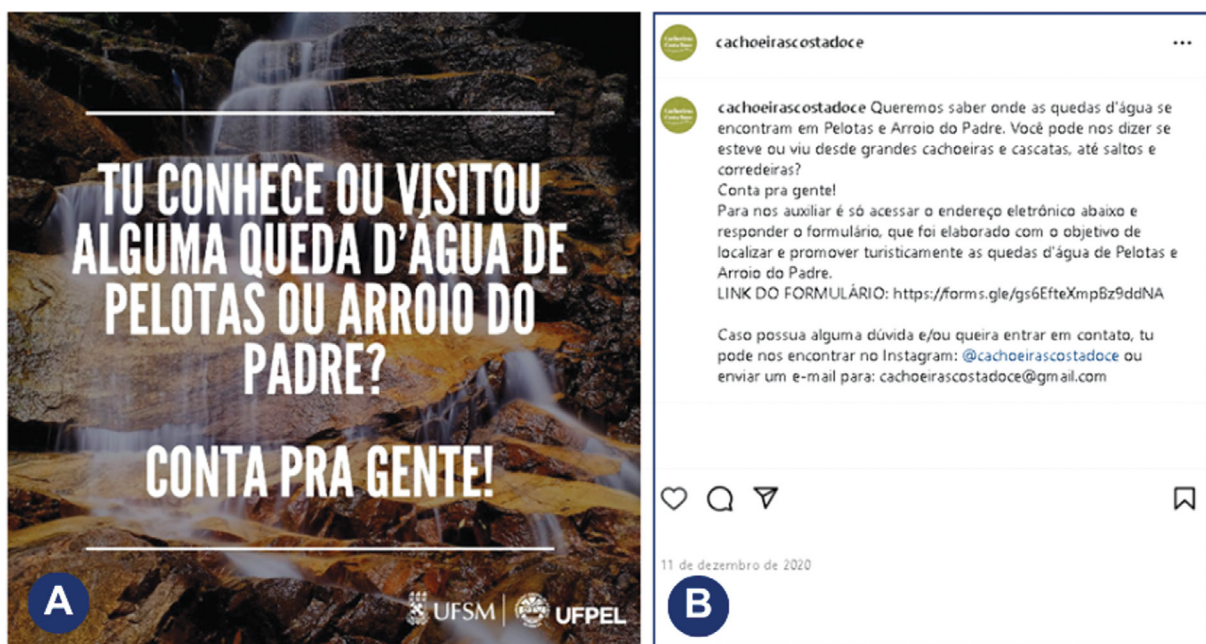 TU CONHECE OU VISITOU
ALGUMA QUEDA D'ÁGUA DE
PELOTAS OU ARROIO DO
PADRE?
CONTA PRA GENTE!
UFSM
UFPEL
A
cachoeirascostadoce
cachoeirascostadoce Queremos saber onde as quedas d'água se
encontram em Pelotas e Arroio do Padre. Você pode nos dizer se
esteve ou viu desde grandes cachoeiras e cascatas, até saltos e
corredeiras?
Conta pra gente!
Para nos auxiliar é só acessar o endereço eletrônico abaixo e
responder o formulário, que foi elaborado com o objetivo de
localizar e promover turisticamente as quedas d'água de Pelotas e
Arroio do Padre.
LINK DO FORMULÁRIO: https://forms.gle/gs6EfteXmpBz9ddNA
Caso possua alguma dúvida e/ou queira entrar em contato, tu
pode nos encontrar no Instagram: @cachoeirascostadoce ou
enviar um e-mail para: cachoeirascostadoce@gmail.com
11 de dezembro de 2020
B